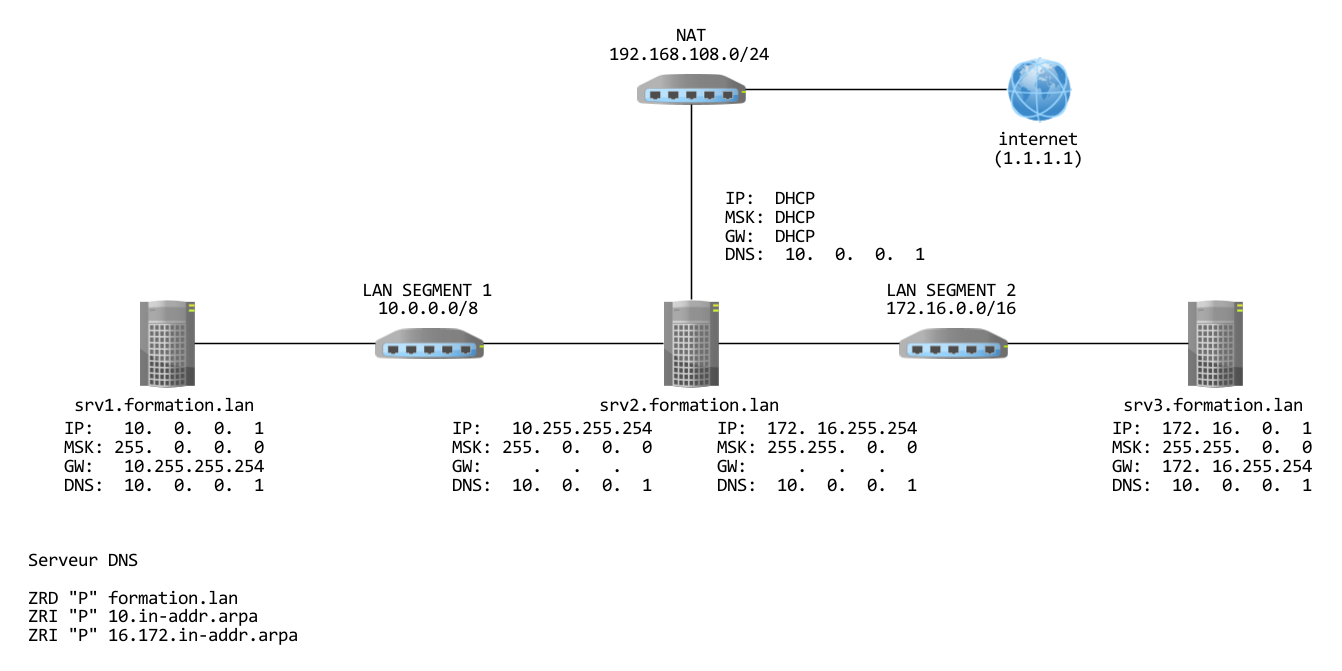 NAT
192.168.108.0/24
internet
(1.1.1.1)
IP:  DHCP
MSK: DHCP
GW:  DHCP
DNS:  10.  0.  0.  1
LAN SEGMENT 1
10.0.0.0/8
LAN SEGMENT 2
172.16.0.0/16
srv1.formation.lan
IP:   10.  0.  0.  1
MSK: 255.  0.  0.  0
GW:   10.255.255.254
DNS:  10.  0.  0.  1
srv2.formation.lan
IP:   10.255.255.254
MSK: 255.  0.  0.  0
GW:     .   .   .
DNS:  10.  0.  0.  1
IP:  172. 16.255.254
MSK: 255.255.  0.  0
GW:     .   .   .
DNS:  10.  0.  0.  1
srv3.formation.lan
IP:  172. 16.  0.  1
MSK: 255.255.  0.  0
GW:  172. 16.255.254
DNS:  10.  0.  0.  1
Serveur DNS
ZRD "P" formation.lan
ZRI "P" 10.in-addr.arpa
ZRI "P" 16.172.in-addr.arpa